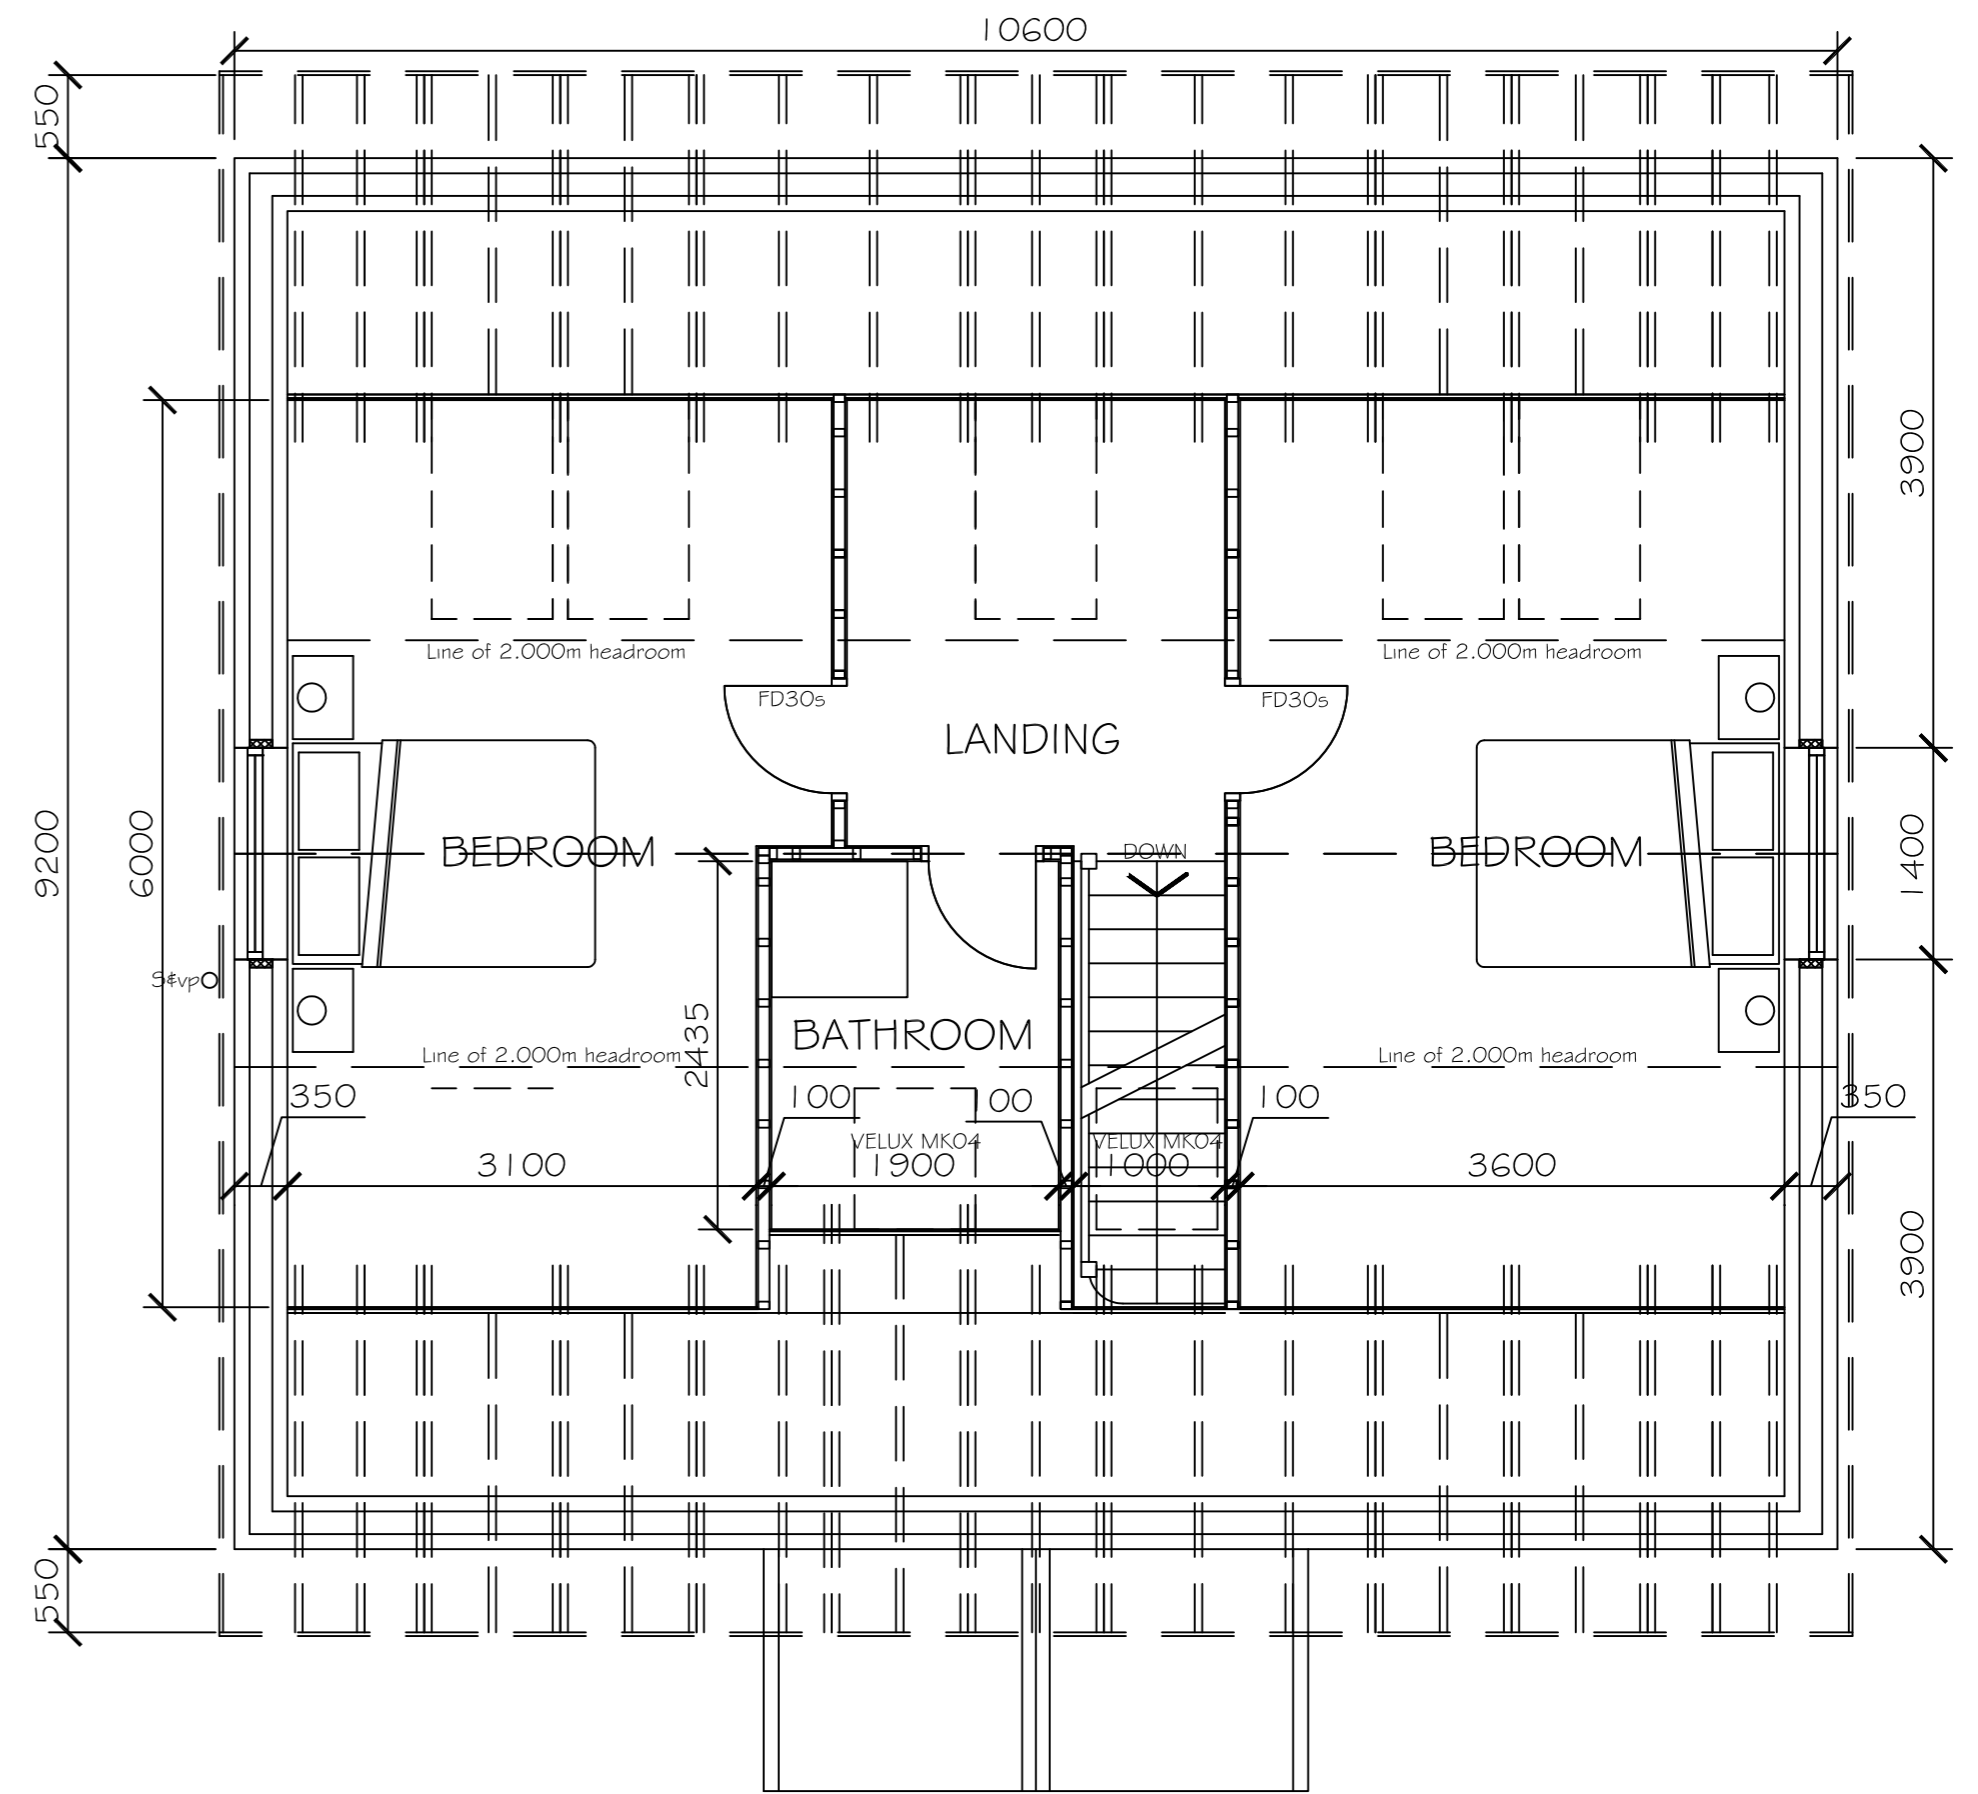 10600
550
3900
Line of 2.000m headroom
Line of 2.000m headroom
FD30s
FD30s
LANDING
9200
6000
BEDROOM
DOWN
BEDROOM
1400
S&vp
2435
BATHROOM
Line of 2.000m headroom
Line of 2.000m headroom
350
100
100
100
350
VELUX MK04
VELUX MK04
3100
1900
1000
3600
3900
550